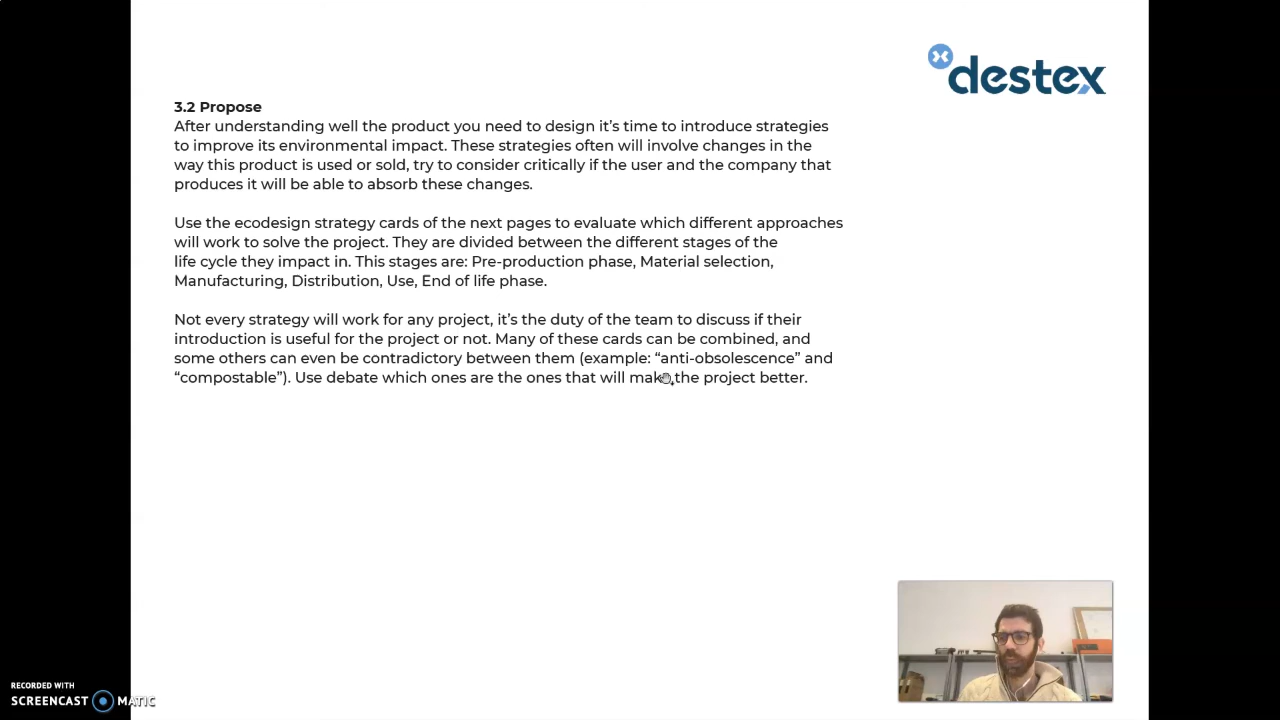 destex
3.2 Propose
After understanding well the product you need to design it’s time to introduce strategies
to improve its environmental impact. These strategies often will involve changes in the
way this product is used or sold, try to consider critically if the user and the company that
produces it will be able to absorb these changes.
Use the ecodesign strategy cards of the next pages to evaluate which different approaches
will work to solve the project. They are divided between the different stages of the
life cycle they impact in. This stages are: Pre-production phase, Material selection,
Manufacturing, Distribution, Use, End of life phase.
Not every strategy will work for any project, it’s the duty of the team to discuss if their
introduction is useful for the project or not. Many of these cards can be combined, and
some others can even be contradictory between them (example: “anti-obsolescence” and
“compostable”). Use debate which ones are the ones that will make the project better.
RECORDED WITH
SCREENCAST MATIC